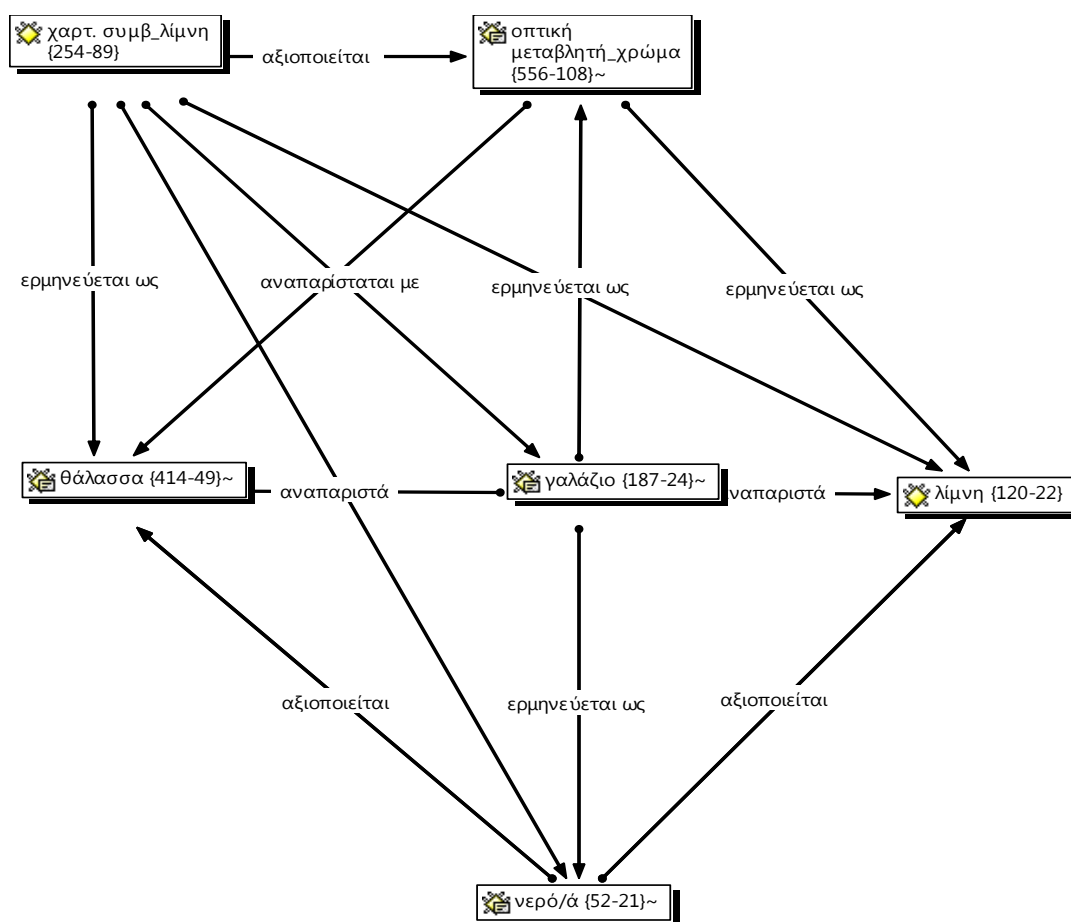 χαρτ. συμβ_λίμνη
{254-89}
αξιοποιείται
οπτική
μεταβλητή_χρώμα
{556-108}~
ερμηνεύεται ως
αναπαρίσταται με
ερμηνεύεται ως
ερμηνεύεται ως
θάλασσα {414-49}~
αναπαριστά
γαλάζιο {187-24}~
ναπαριστά
λίμνη {120-22}
αξιοποιείται
ερμηνεύεται ως
αξιοποιείται
νερό/ά {52-21}~